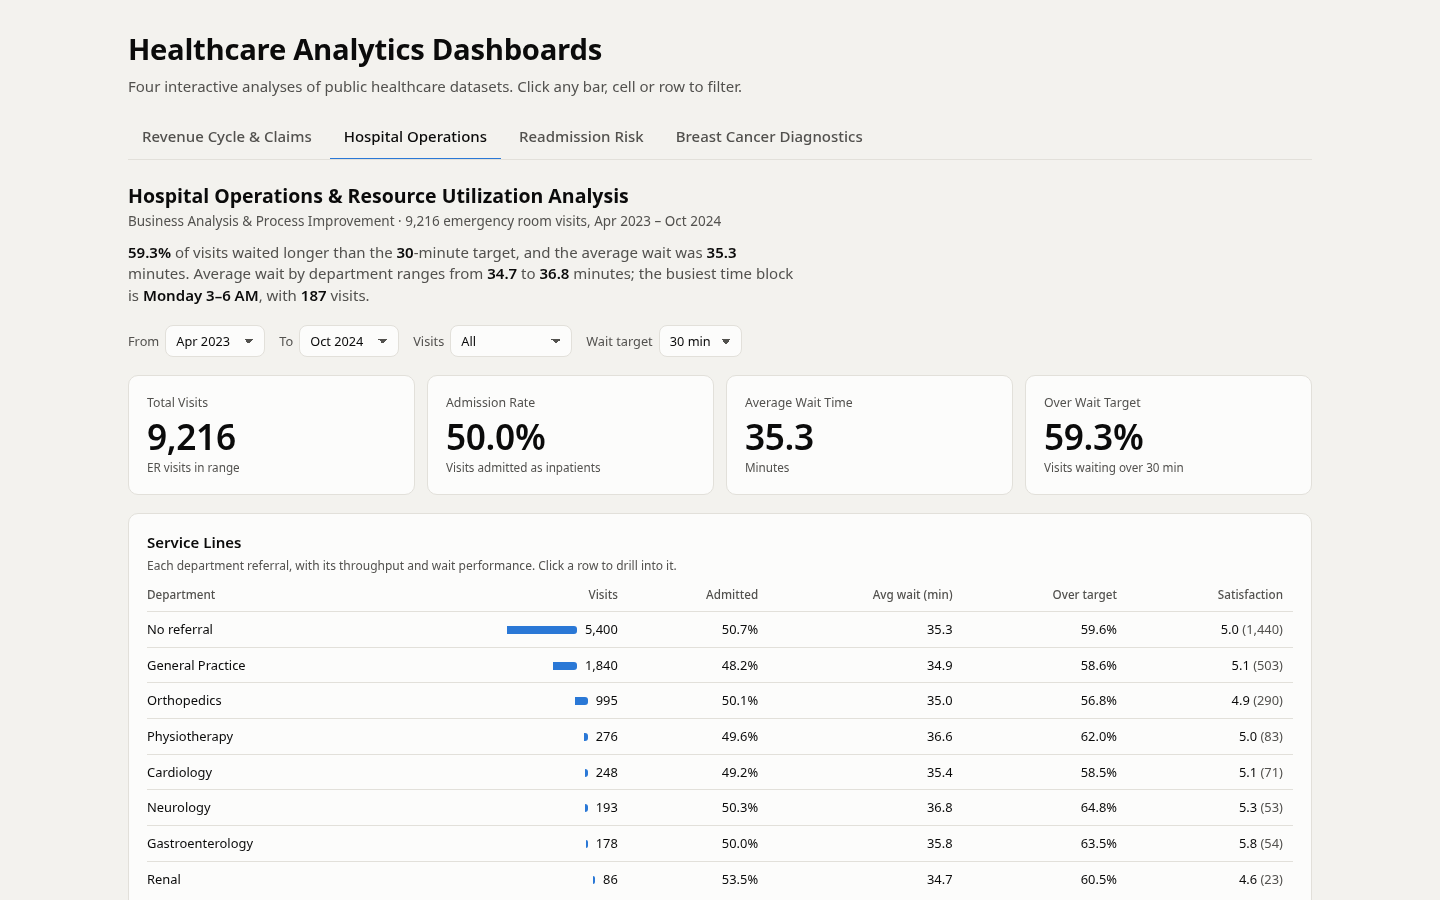 Healthcare Analytics Dashboards
Four interactive analyses of public healthcare datasets. Click any bar, cell or row to filter.
Revenue Cycle & Claims Hospital Operations Readmission Risk Breast Cancer Diagnostics
Hospital Operations & Resource Utilization Analysis
Business Analysis & Process Improvement · 9,216 emergency room visits, Apr 2023 – Oct 2024
59.3% of visits waited longer than the 30-minute target, and the average wait was 35.3
minutes. Average wait by department ranges from 34.7 to 36.8 minutes; the busiest time block
is Monday 3–6 AM, with 187 visits.
From Apr 2023 To Oct 2024 Visits All Wait target 30 min
Total Visits
9,216
ER visits in range
Admission Rate
50.0%
Visits admitted as inpatients
Average Wait Time
35.3
Minutes
Over Wait Target
59.3%
Visits waiting over 30 min
Service Lines
Each department referral, with its throughput and wait performance. Click a row to drill into it.
Department Visits Admitted Avg wait (min) Over target Satisfaction
No referral 5,400 50.7% 35.3 59.6% 5.0 (1,440)
General Practice 1,840 48.2% 34.9 58.6% 5.1 (503)
Orthopedics 995 50.1% 35.0 56.8% 4.9 (290)
Physiotherapy 276 49.6% 36.6 62.0% 5.0 (83)
Cardiology 248 49.2% 35.4 58.5% 5.1 (71)
Neurology 193 50.3% 36.8 64.8% 5.3 (53)
Gastroenterology 178 50.0% 35.8 63.5% 5.8 (54)
Renal 86 53.5% 34.7 60.5% 4.6 (23)